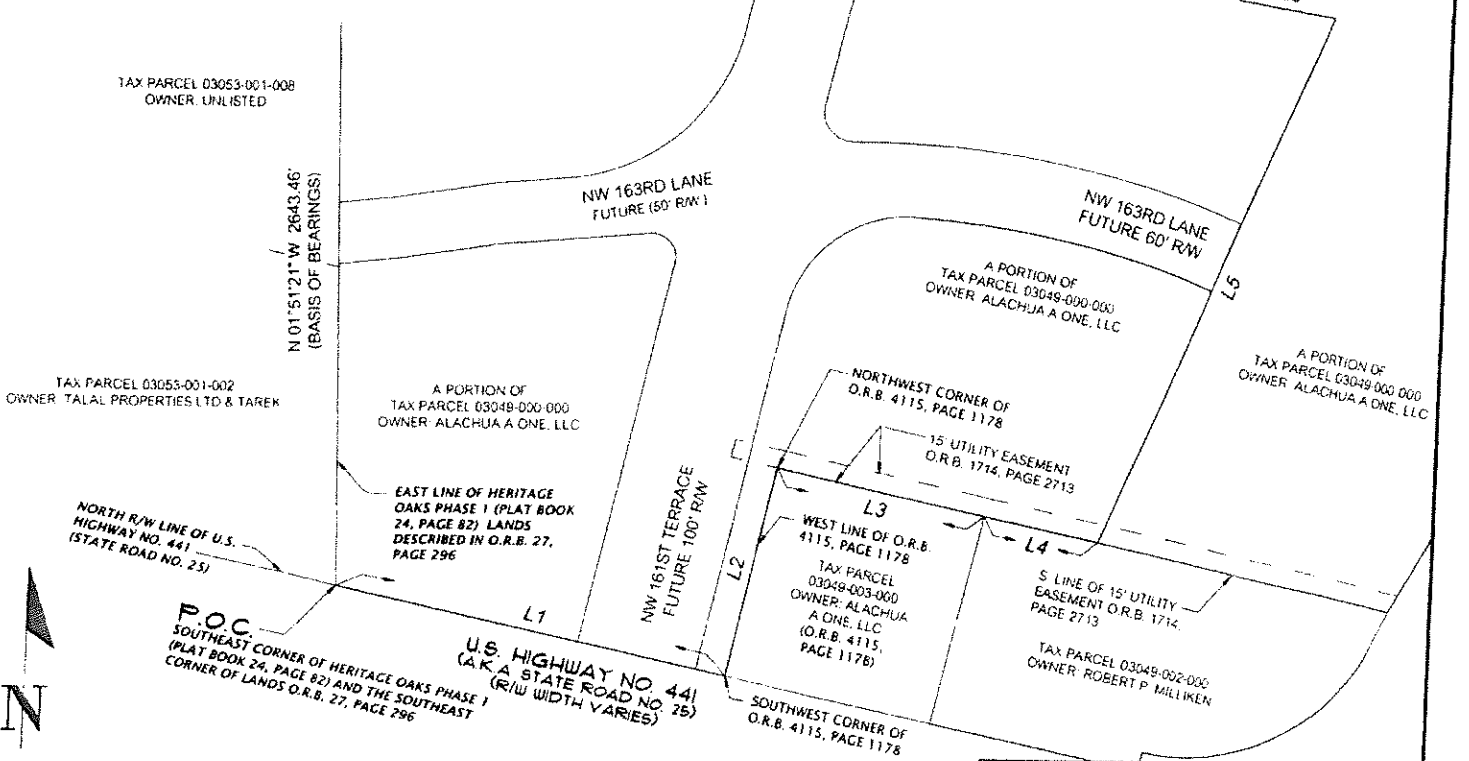 TAX PARCEL 03053-001-008
OWNER: UNLISTED
N 01°51'21" W 2643.46'
(BASIS OF BEARINGS)
NW 163RD LANE
FUTURE (50' R/W)
NW 163RD LANE
FUTURE 60' R/W
A PORTION OF
TAX PARCEL 03049-000-000
OWNER: ALACHUA A ONE, LLC
L5
A PORTION OF
TAX PARCEL 03049-000-000
OWNER: ALACHUA A ONE, LLC
TAX PARCEL 03053-001-002
OWNER: TALAL PROPERTIES LTD & TAREK
A PORTION OF
TAX PARCEL 03049-000-000
OWNER: ALACHUA A ONE, LLC
NORTHWEST CORNER OF
O.R.B. 4115, PAGE 1178
15' UTILITY EASEMENT
O.R.B. 1714, PAGE 2713
EAST LINE OF HERITAGE
OAKS PHASE 1 (PLAT BOOK
24, PAGE 82) LANDS
DESCRIBED IN O.R.B. 27,
PAGE 296
NORTH R/W LINE OF U.S.
HIGHWAY NO. 441
(STATE ROAD NO. 25)
NW 161ST TERRACE
FUTURE 100' R/W
L2
L3
L4
WEST LINE OF O.R.B.
4115, PAGE 1178
TAX PARCEL
03049-003-000
OWNER: ALACHUA
A ONE, LLC
(O.R.B. 4115,
PAGE 1178)
S LINE OF 15' UTILITY
EASEMENT O.R.B. 1714,
PAGE 2713
TAX PARCEL 03049-002-000
OWNER: ROBERT P MILLIKEN
L1
P.O.C.
SOUTHEAST CORNER OF HERITAGE OAKS PHASE 1
(PLAT BOOK 24, PAGE 82) AND THE SOUTHEAST
CORNER OF LANDS O.R.B. 27, PAGE 296
U.S. HIGHWAY NO. 441
(A.K.A. STATE ROAD NO. 25)
(R/W WIDTH VARIES)
SOUTHWEST CORNER OF
O.R.B. 4115, PAGE 1178
N